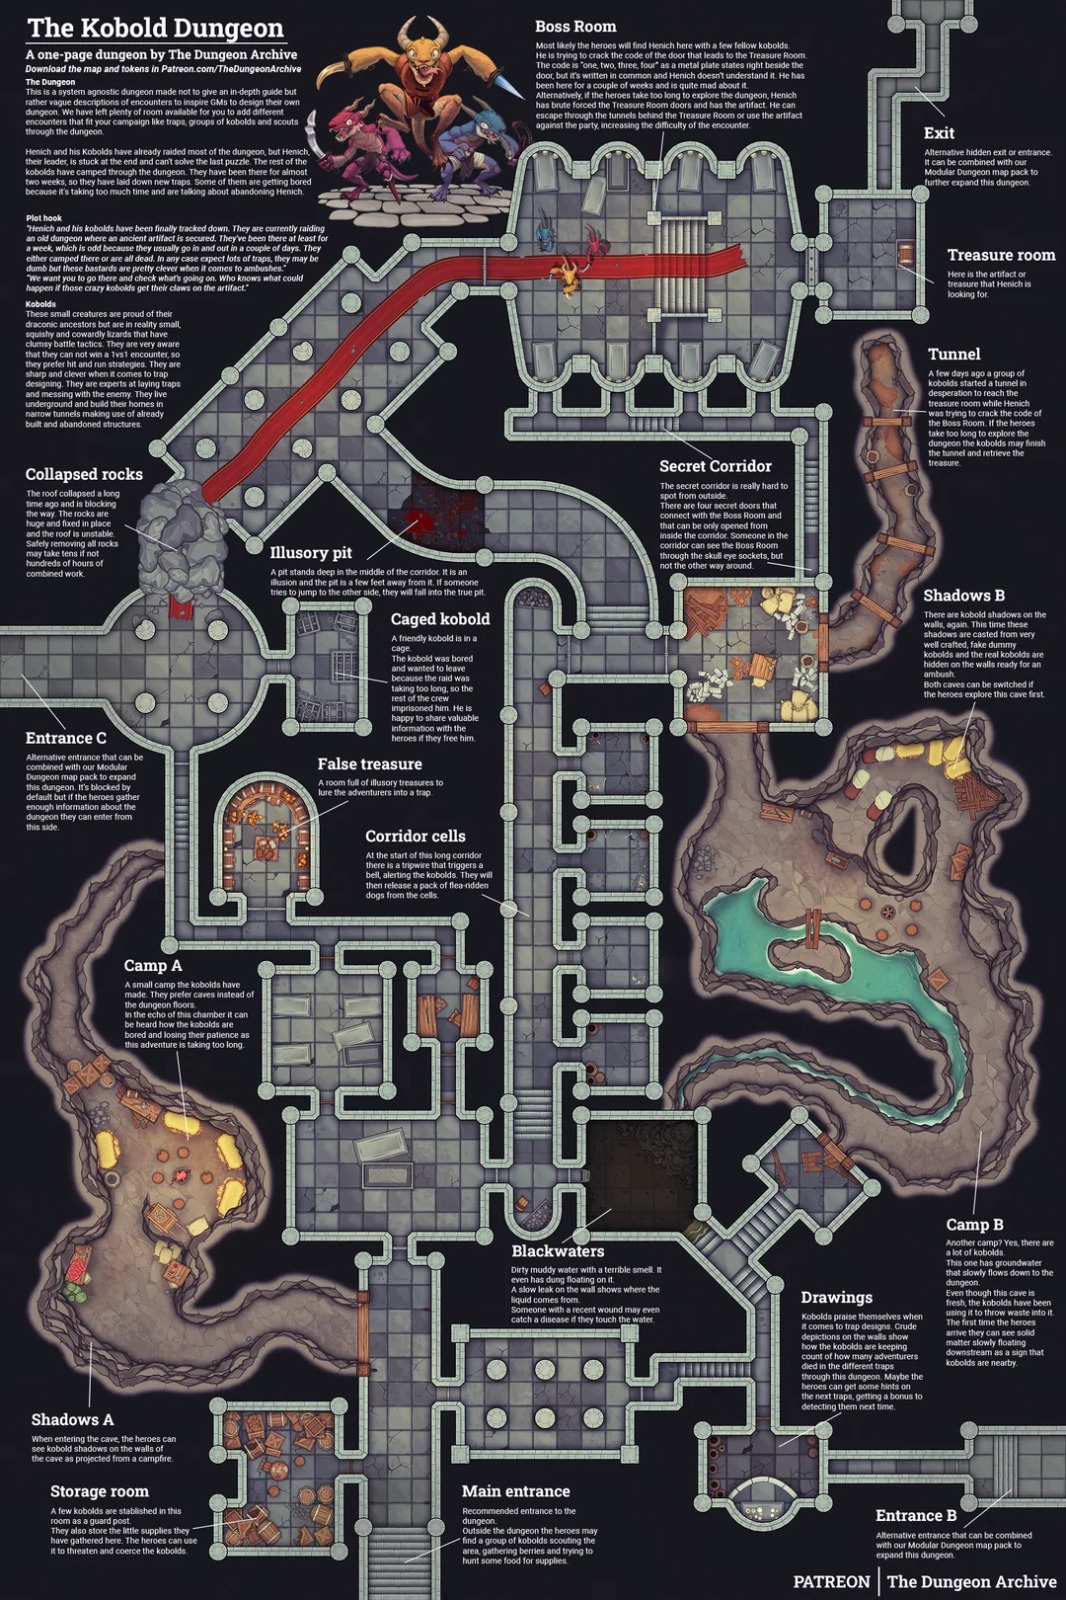 The Kobold Dungeon
A one-page dungeon by The Dungeon Archive
Download the map and tokens in Patreon.com/TheDungeonArchive
The Dungeon
This is a system agnostic dungeon made not to give an in-depth guide but
rather vague descriptions of encounters to inspire GMs to design their own
dungeon. We have left plenty of room available for you to add different
encounters that fit your campaign like traps, groups of kobolds and scouts
through the dungeon.
Henich and his Kobolds have already raided most of the dungeon, but Henich,
their leader, is stuck at the end and can't solve the last puzzle. The rest of the
kobolds have camped through the dungeon. They have been there for almost
two weeks, so they have laid down new traps. Some of them are getting bored
because it's taking too much time and are talking about abandoning Henich.
Plot hook
"Henich and his kobolds have been finally tracked down. They are currently raiding
an old dungeon where an ancient artifact is secured. They've been there at least for
a week, which is odd because they usually go in and out in a couple of days. They
either camped there or are all dead. In any case expect lots of traps, they may be
dumb but these bastards are pretty clever when it comes to ambushes."
"We want you to go there and check what's going on. Who knows what could
happen if those crazy kobolds get their claws on the artifact."
Kobolds
These small creatures are proud of their
draconic ancestors but are in reality small,
squishy and cowardly lizards that have
clumsy battle tactics. They are very aware
that they can not win a 1vs1 encounter, so
they prefer hit and run strategies. They are
sharp and clever when it comes to trap
designing. They are experts at laying traps
and messing with the enemy. They live
underground and build their homes in
narrow tunnels making use of already
built and abandoned structures.
Boss Room
Most likely the heroes will find Henich here with a few fellow kobolds.
He is trying to crack the code of the door that leads to the Treasure Room.
The code is "one, two, three, four" as a metal plate states right beside the
door, but it's written in common and Henich doesn't understand it. He has
been here for a couple of weeks and is quite mad about it.
Alternatively, if the heroes take too long to explore the dungeon, Henich
has brute forced the Treasure Room doors and has the artifact. He can
escape through the tunnels behind the Treasure Room or use the artifact
against the party, increasing the difficulty of the encounter.
Exit
Alternative hidden exit or entrance.
It can be combined with our
Modular Dungeon map pack to
further expand this dungeon.
Treasure room
Here is the artifact or
treasure that Henich is
looking for.
Tunnel
A few days ago a group of
kobolds started a tunnel in
desperation to reach the
treasure room while Henich
was trying to crack the code of
the Boss Room. If the heroes
take too long to explore the
dungeon the kobolds may finish
the tunnel and retrieve the
treasure.
Secret Corridor
The secret corridor is really hard to
spot from outside.
There are four secret doors that
connect with the Boss Room and
that can be only opened from
inside the corridor. Someone in the
corridor can see the Boss Room
through the skull eye sockets, but
not the other way around.
Collapsed rocks
The roof collapsed a long
time ago and is blocking
the way. The rocks are
huge and fixed in place
and the roof is unstable.
Safely removing all rocks
may take tens if not
hundreds of hours of
combined work.
Illusory pit
A pit stands deep in the middle of the corridor. It is an
illusion and the pit is a few feet away from it. If someone
tries to jump to the other side, they will fall into the true pit.
Caged kobold
A friendly kobold is in a
cage.
The kobold was bored
and wanted to leave
because the raid was
taking too long, so the
rest of the crew
imprisoned him. He is
happy to share valuable
information with the
heroes if they free him.
Shadows B
There are kobold shadows on the
walls, again. This time these
shadows are casted from very
well crafted, fake dummy
kobolds and the real kobolds are
hidden on the walls ready for an
ambush.
Both caves can be switched if
the heroes explore this cave first.
Entrance C
Alternative entrance that can be
combined with our Modular
Dungeon map pack to expand
this dungeon. It's blocked by
default but if the heroes gather
enough information about the
dungeon they can enter from
this side.
False treasure
A room full of illusory treasures to
lure the adventurers into a trap.
Corridor cells
At the start of this long corridor
there is a tripwire that triggers a
bell, alerting the kobolds. They will
then release a pack of flea-ridden
dogs from the cells.
Camp A
A small camp the kobolds have
made. They prefer caves instead of
the dungeon floors.
In the echo of this chamber it can
be heard how the kobolds are
bored and losing their patience as
this adventure is taking too long.
Blackwaters
Dirty muddy water with a terrible smell. It
even has dung floating on it.
A slow leak on the wall shows where the
liquid comes from.
Someone with a recent wound may even
catch a disease if they touch the water.
Camp B
Another camp? Yes, there are
a lot of kobolds.
This one has groundwater
that slowly flows down to the
dungeon.
Even though this cave is
fresh, the kobolds have been
using it to throw waste into it.
The first time the heroes
arrive they can see solid
matter slowly floating
downstream as a sign that
kobolds are nearby.
Drawings
Kobolds praise themselves when
it comes to trap designs. Crude
depictions on the walls show
how the kobolds are keeping
count of how many adventurers
died in the different traps
through this dungeon. Maybe the
heroes can get some hints on
the next traps, getting a bonus to
detecting them next time.
Shadows A
When entering the cave, the heroes can
see kobold shadows on the walls of
the cave as projected from a campfire.
Storage room
A few kobolds are stablished in this
room as a guard post.
They also store the little supplies they
have gathered here. The heroes can use
it to threaten and coerce the kobolds.
Main entrance
Recommended entrance to the
dungeon.
Outside the dungeon the heroes may
find a group of kobolds scouting the
area, gathering berries and trying to
hunt some food for supplies.
Entrance B
Alternative entrance that can be combined
with our Modular Dungeon map pack to
expand this dungeon.
PATREON | The Dungeon Archive